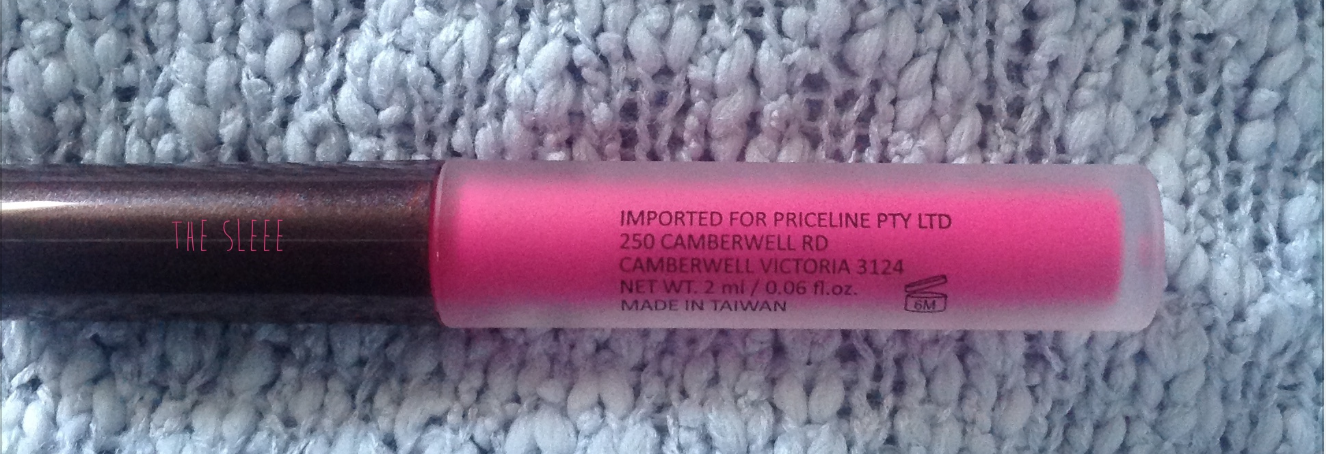 THE SLEEE
IMPORTED FOR PRICELINE PTY LTD
250 CAMBERWELL RD
CAMBERWELL VICTORIA 3124
NET WT. 2 ml / 0.06 fl.oz.
MADE IN TAIWAN
6M